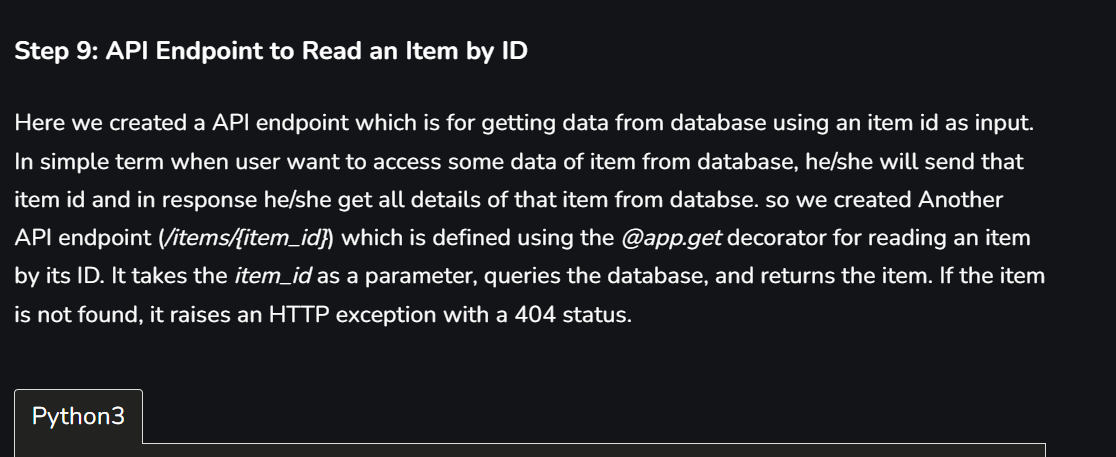 Step 9: API Endpoint to Read an Item by ID
Here we created a API endpoint which is for getting data from database using an item id as input.
In simple term when user want to access some data of item from database, he/she will send that
item id and in response he/she get all details of that item from databse. so we created Another
API endpoint (/items/{item_id}) which is defined using the @app.get decorator for reading an item
by its ID. It takes the item_id as a parameter, queries the database, and returns the item. If the item
is not found, it raises an HTTP exception with a 404 status.
Python3